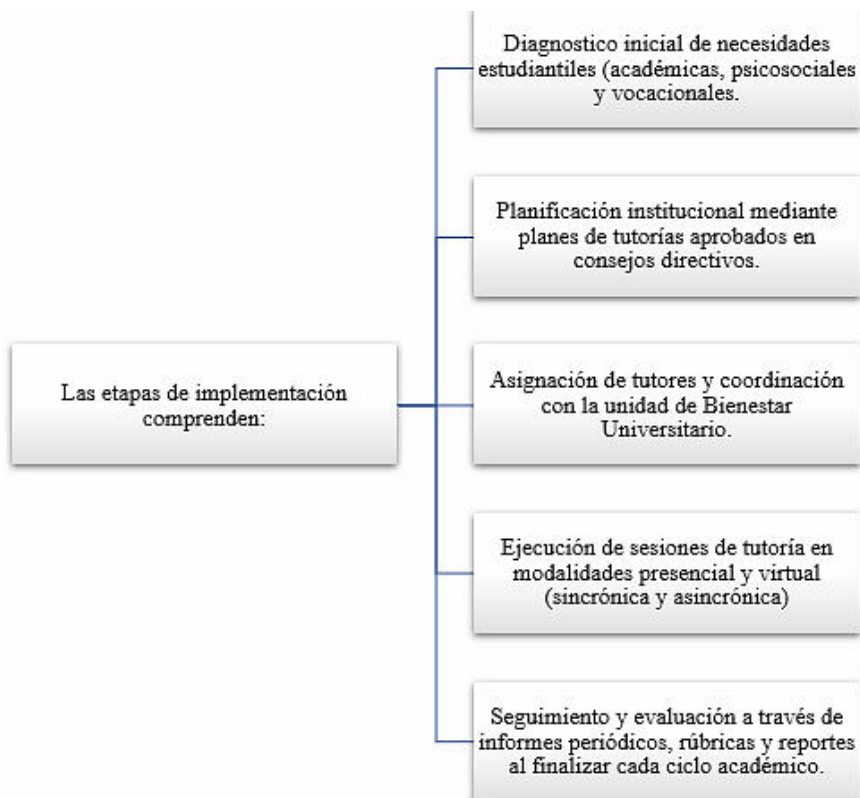 Diagnostico inicial de necesidades
estudiantiles (académicas, psicosociales
y vocacionales.
Planificación institucional mediante
planes de tutorías aprobados en
consejos directivos.
Las etapas de implementación
comprenden:
Asignación de tutores y coordinación
con la unidad de Bienestar
Universitario.
Ejecución de sesiones de tutoría en
modalidades presencial y virtual
(sincrónica y asincrónica)
Seguimiento y evaluación a través de
informes periódicos, rúbricas y reportes
al finalizar cada ciclo académico.